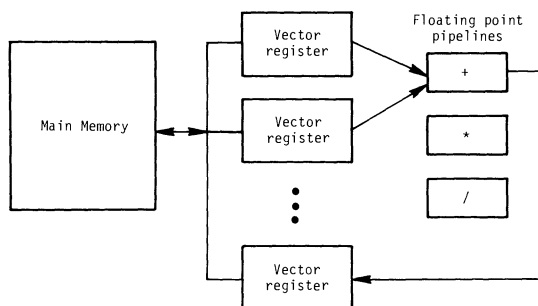 Floating point
pipelines
Vector
register
+
Main Memory
Vector
register
*
/
Vector
register